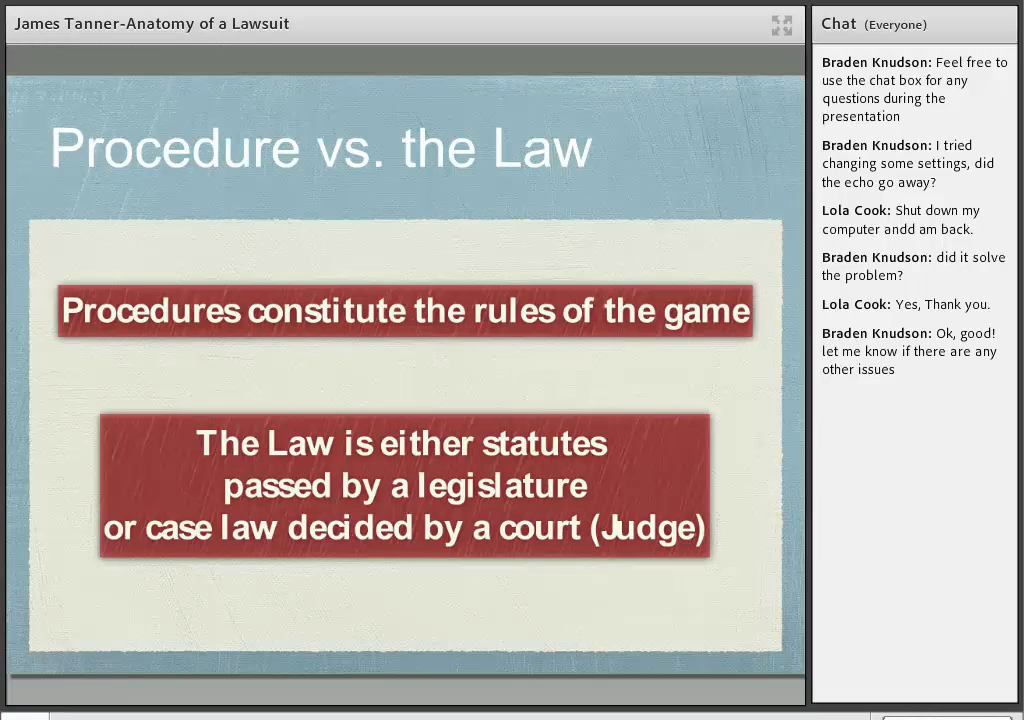 James Tanner-Anatomy of a Lawsuit
Procedure vs. the Law
Procedures constitute the rules of the game
The Law is either statutes
passed by a legislature
or case law decided by a court (Judge)
Chat (Everyone)
Braden Knudson: Feel free to
use the chat box for any
questions during the
presentation
Braden Knudson: I tried
changing some settings, did
the echo go away?
Lola Cook: Shut down my
computer andd am back.
Braden Knudson: did it solve
the problem?
Lola Cook: Yes, Thank you.
Braden Knudson: Ok, good!
let me know if there are any
other issues